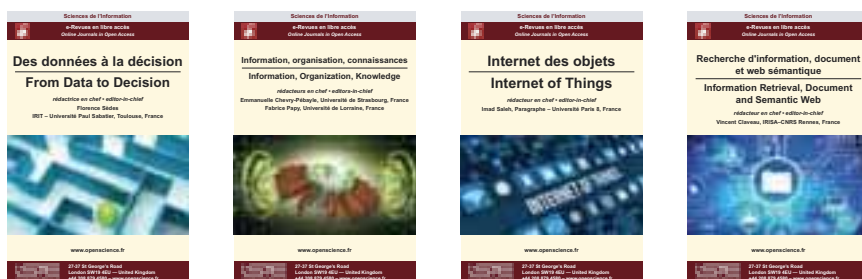 Sciences de l'Information
e-Revues en libre accès
Online Journals in Open Access
Des données à la décision
From Data to Decision
rédactrice en chef • editor-in-chief
Florence Sèdes
IRIT – Université Paul Sabatier, Toulouse, France
www.openscience.fr
27-37 St George's Road
London SW19 4EU — United Kingdom
Sciences de l'Information
e-Revues en libre accès
Online Journals in Open Access
Information, organisation, connaissances
Information, Organization, Knowledge
rédacteurs en chef • editors-in-chief
Emmanuelle Chevry-Pébayle, Université de Strasbourg, France
Fabrice Papy, Université de Lorraine, France
www.openscience.fr
27-37 St George's Road
London SW19 4EU — United Kingdom
Sciences de l'Information
e-Revues en libre accès
Online Journals in Open Access
Internet des objets
Internet of Things
rédacteur en chef • editor-in-chief
Imad Saleh, Paragraphe – Université Paris 8, France
INTERNET OF THINGS
www.openscience.fr
27-37 St George's Road
London SW19 4EU — United Kingdom
Sciences de l'Information
e-Revues en libre accès
Online Journals in Open Access
Recherche d'information, document
et web sémantique
Information Retrieval, Document
and Semantic Web
rédacteur en chef • editor-in-chief
Vincent Claveau, IRISA–CNRS Rennes, France
www.openscience.fr
27-37 St George's Road
London SW19 4EU — United Kingdom